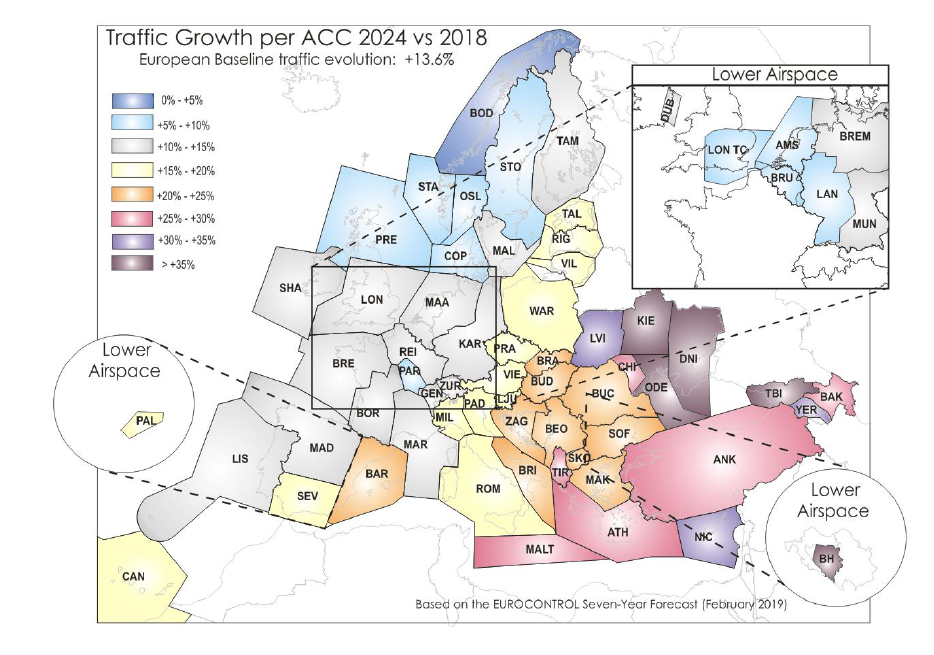 Traffic Growth per ACC 2024 vs 2018
European Baseline traffic evolution: +13.6%
0% - +5%
+5% - +10%
+10% - +15%
+15% - +20%
+20% - +25%
+25% - +30%
+30% - +35%
> +35%
Lower Airspace
DUB
LON TC
AMS
BREM
BRU
LAN
MUN
BOD
TAM
STO
STA
OSL
PRE
COP
MAL
TAL
RIG
VIL
SHA
LON
MAA
WAR
KAR
REI
PAR
BRE
PRA
VIE
BRA
BUD
LVI
KIE
CHI
DNI
ODE
BUC
TBI
YER
BAK
GEN
ZUR
BOR
MIL
PAD
LJU
ZAG
BEO
SOF
MAR
MAD
LIS
BAR
SEV
ROM
BRI
TIR
SKO
MAK
ANK
ATH
NIC
MALT
CAN
Lower
Airspace
PAL
Lower
Airspace
BH
Based on the EUROCONTROL Seven-Year Forecast (February 2019)